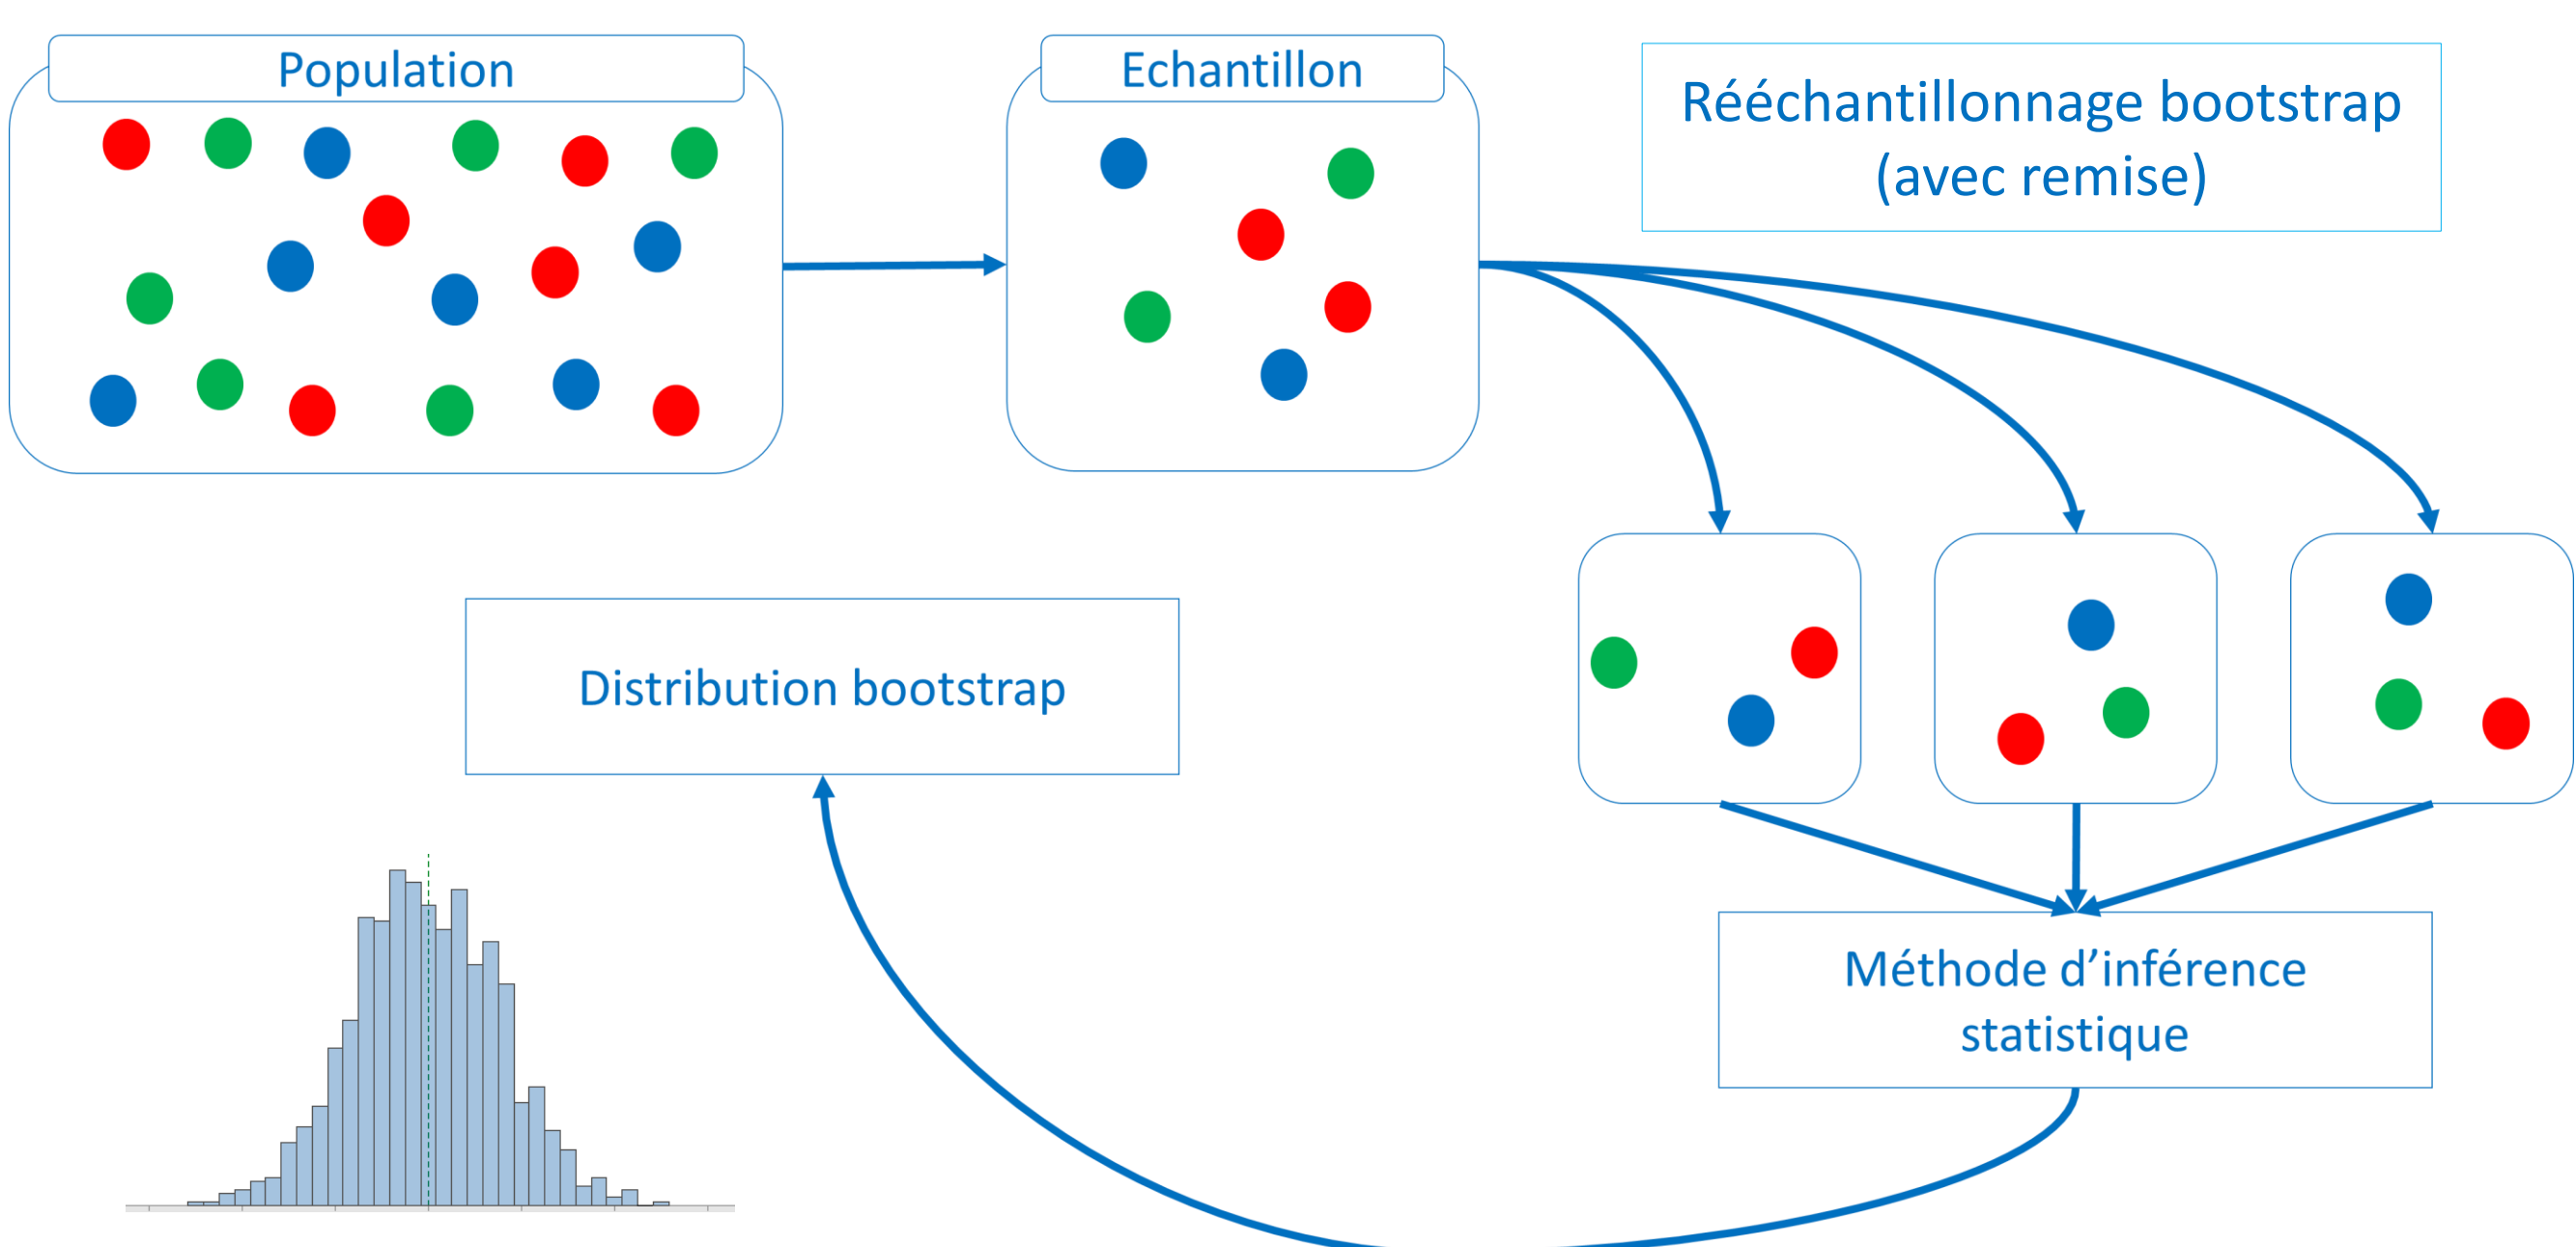 Population
Echantillon
Rééchantillonnage bootstrap
(avec remise)
Distribution bootstrap
Méthode d’inférence
statistique